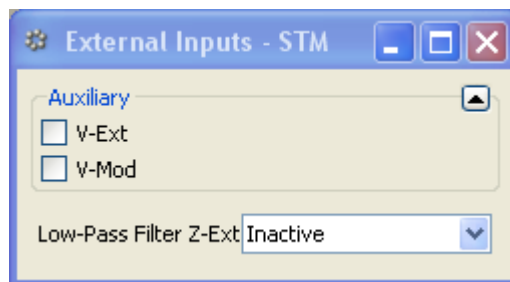 External Inputs - STM
Auxiliary
V-Ext
V-Mod
Low-Pass Filter Z-Ext Inactive